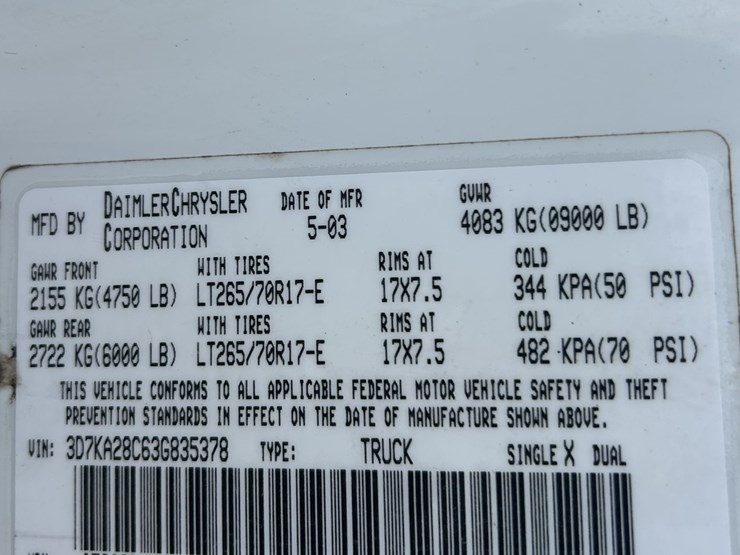 MFD BY DAIMLERCHRYSLER CORPORATION DATE OF MFR 5-03 GVWR 4083 KG(09000 LB)
GAWR FRONT WITH TIRES RIMS AT COLD
2155 KG(4750 LB) LT265/70R17-E 17X7.5 344 KPA(50 PSI)
GAWR REAR WITH TIRES RIMS AT COLD
2722 KG(6000 LB) LT265/70R17-E 17X7.5 482 KPA(70 PSI)
THIS VEHICLE CONFORMS TO ALL APPLICABLE FEDERAL MOTOR VEHICLE SAFETY AND THEFT
PREVENTION STANDARDS IN EFFECT ON THE DATE OF MANUFACTURE SHOWN ABOVE.
VIN: 3D7KA28C63G835378 TYPE: TRUCK SINGLE X DUAL